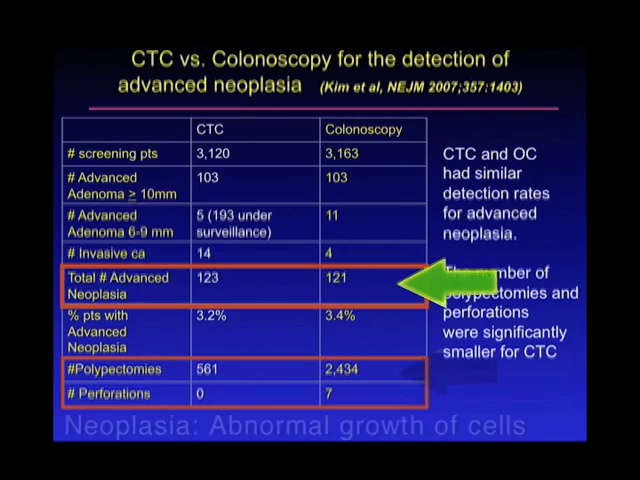 CTC vs. Colonoscopy for the detection of
advanced neoplasia (Kim et al, NEJM 2007;357:1403)
CTC Colonoscopy
# screening pts 3,120 3,163
# Advanced
Adenoma ≥ 10mm 103 103
# Advanced
Adenoma 6-9 mm 5 (193 under
surveillance) 11
# Invasive ca 14 4
Total # Advanced
Neoplasia 123 121
% pts with
Advanced
Neoplasia 3.2% 3.4%
#Polypectomies 561 2,434
# Perforations 0 7
CTC and OC
had similar
detection rates
for advanced
neoplasia.
The number of
polypectomies and
perforations
were significantly
smaller for CTC
Neoplasia: Abnormal growth of cells